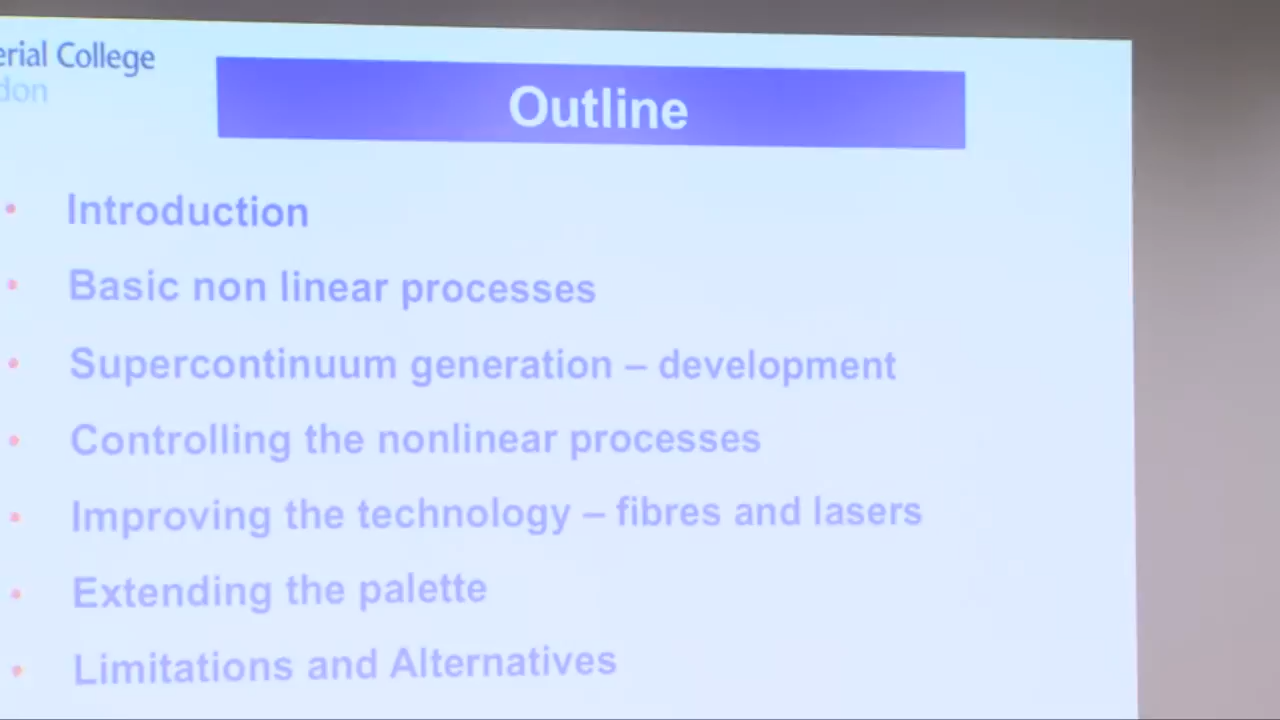 erial College
don
Outline
• Introduction
• Basic non linear processes
• Supercontinuum generation – development
• Controlling the nonlinear processes
• Improving the technology – fibres and lasers
• Extending the palette
• Limitations and Alternatives